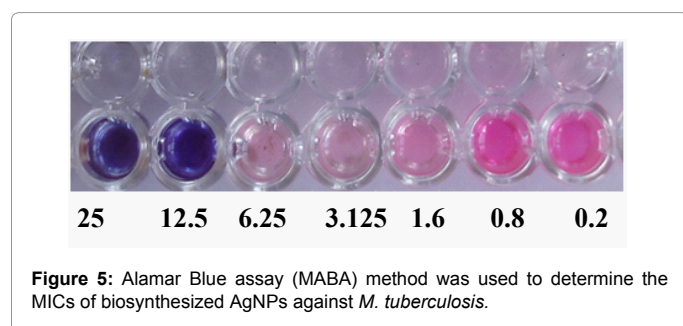 25 12.5 6.25 3.125 1.6 0.8 0.2
Figure 5: Alamar Blue assay (MABA) method was used to determine the
MICs of biosynthesized AgNPs against M. tuberculosis.